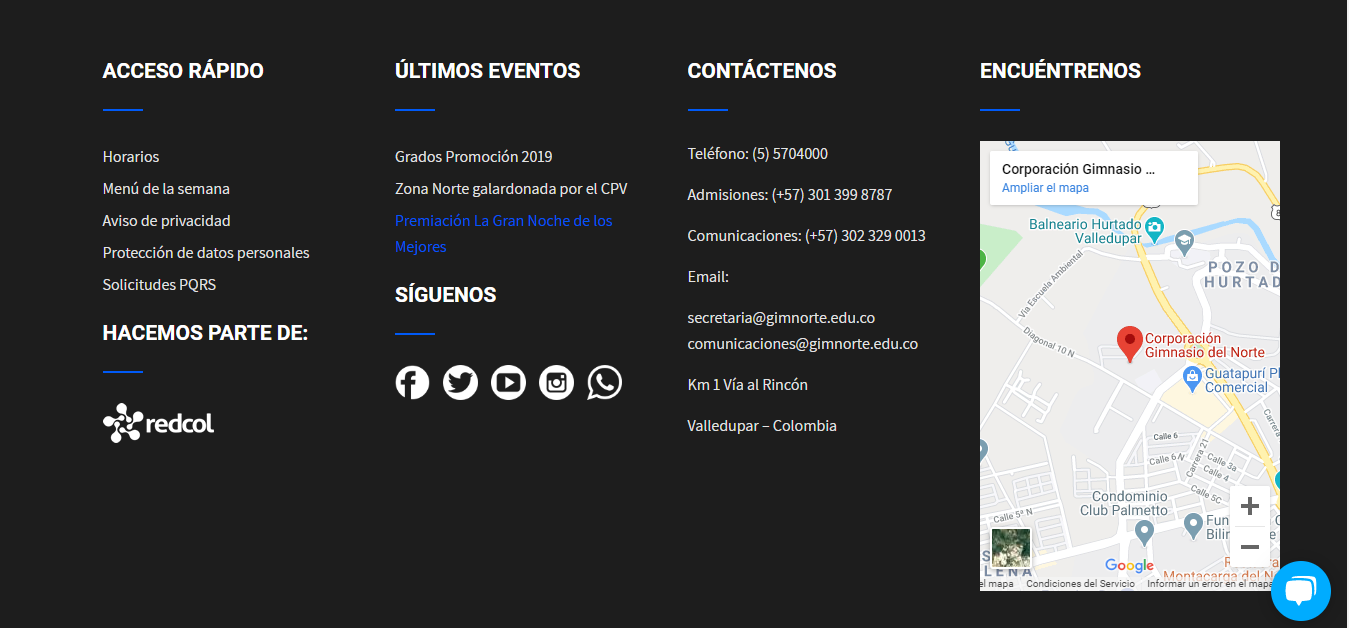 ACCESO RÁPIDO
Horarios
Menú de la semana
Aviso de privacidad
Protección de datos personales
Solicitudes PQRS
HACEMOS PARTE DE:
redcol
ÚLTIMOS EVENTOS
Grados Promoción 2019
Zona Norte galardonada por el CPV
Premiación La Gran Noche de los
Mejores
SÍGUENOS
CONTÁCTENOS
Teléfono: (5) 5704000
Admisiones: (+57) 301 399 8787
Comunicaciones: (+57) 302 329 0013
Email:
secretaria@gimnorte.edu.co
comunicaciones@gimnorte.edu.co
Km 1 Vía al Rincón
Valledupar – Colombia
ENCUÉNTRENOS
Corporación Gimnasio ...
Ampliar el mapa
Balneario Hurtado
Valledupar
POZO D
HURTAD
Vía Escuela Ambiental
Diagonal 10 N
Corporación
Gimnasio del Norte
Guatapurí Pl
Comercial
Carrera
Calle 6
Carrera 21
Calle 6 N
Calle 3a
Calle 4
Calle 5C
Condominio
Club Palmetto
Calle 5ª N
Fun
Bilin
Google
Montacarga del N
el mapa
Condiciones del Servicio
Informar un error en el mapa